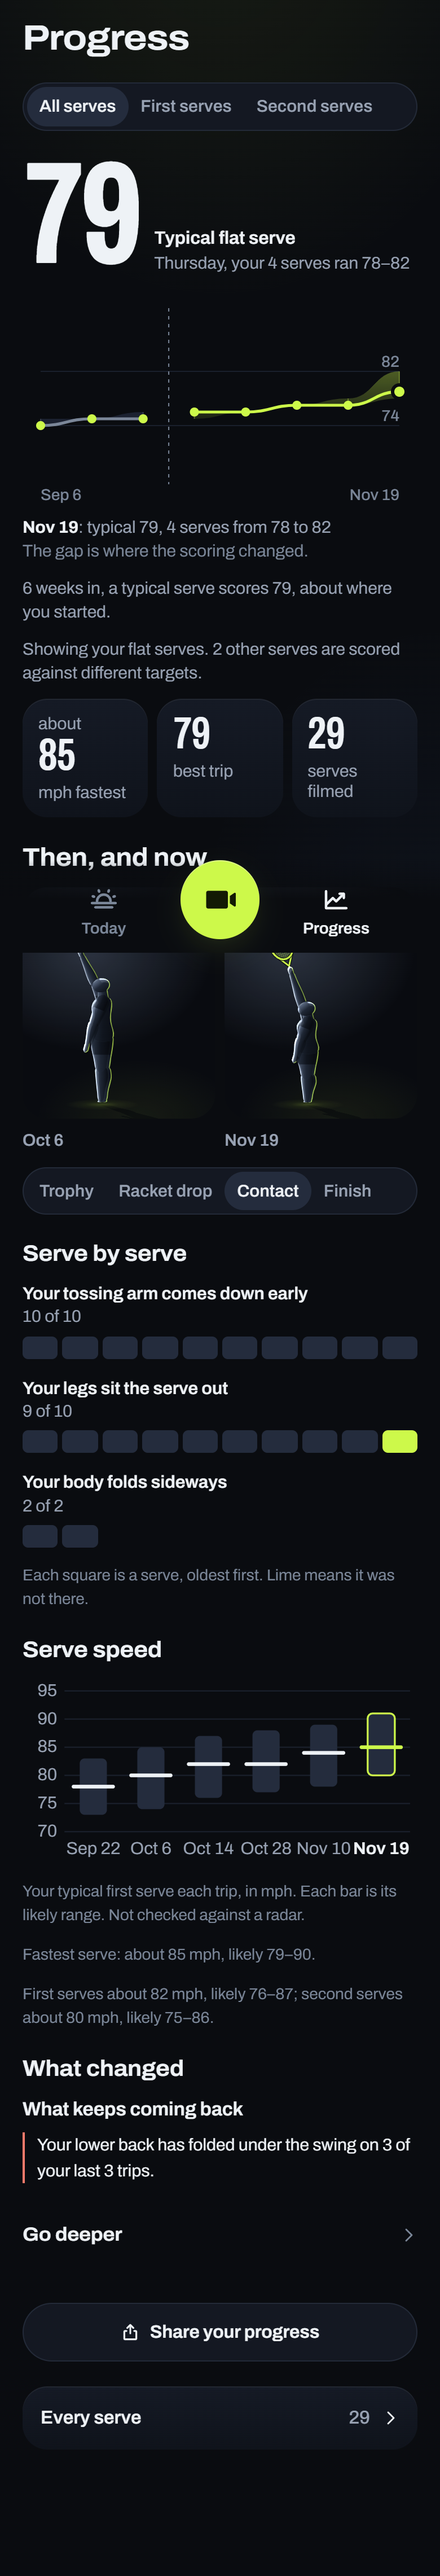 Progress
All serves First serves Second serves
79
Typical flat serve
Thursday, your 4 serves ran 78–82
82
74
Sep 6 Nov 19
Nov 19: typical 79, 4 serves from 78 to 82
The gap is where the scoring changed.
6 weeks in, a typical serve scores 79, about where
you started.
Showing your flat serves. 2 other serves are scored
against different targets.
about
85
mph fastest
79
best trip
29
serves
filmed
Then, and now
Today
Progress
Oct 6 Nov 19
Trophy Racket drop Contact Finish
Serve by serve
Your tossing arm comes down early
10 of 10
Your legs sit the serve out
9 of 10
Your body folds sideways
2 of 2
Each square is a serve, oldest first. Lime means it was
not there.
Serve speed
95
90
85
80
75
70
Sep 22 Oct 6 Oct 14 Oct 28 Nov 10 Nov 19
Your typical first serve each trip, in mph. Each bar is its
likely range. Not checked against a radar.
Fastest serve: about 85 mph, likely 79–90.
First serves about 82 mph, likely 76–87; second serves
about 80 mph, likely 75–86.
What changed
What keeps coming back
Your lower back has folded under the swing on 3 of
your last 3 trips.
Go deeper
Share your progress
Every serve 29